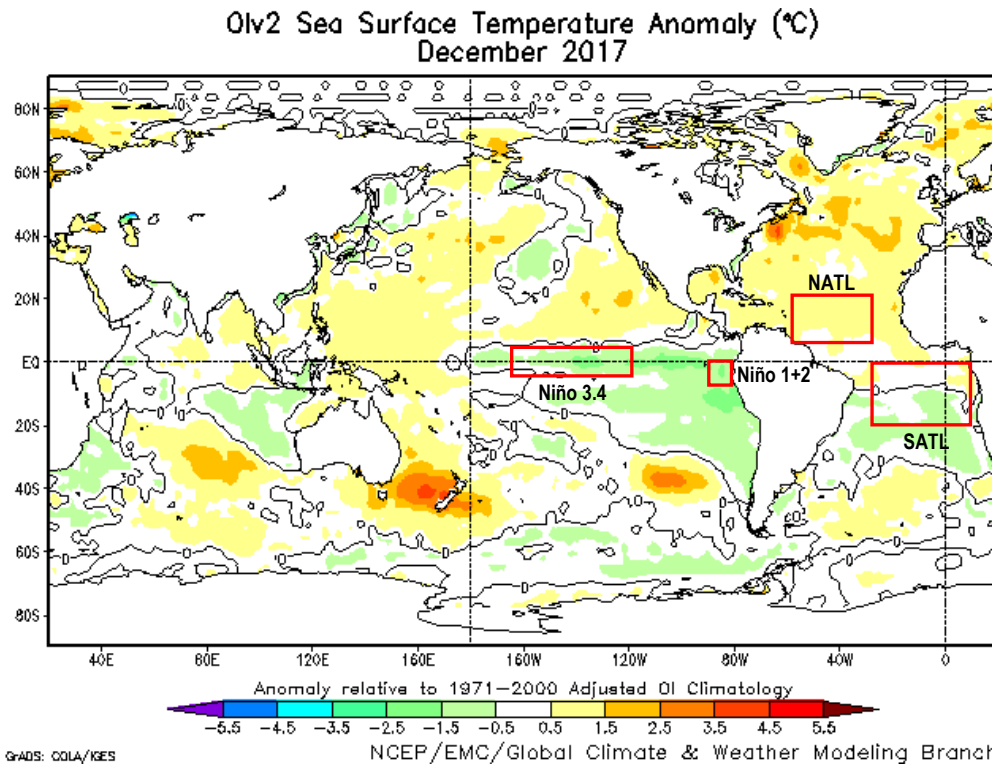 OIv2 Sea Surface Temperature Anomaly (°C)
December 2017
80N
60N
40N
20N
EQ
20S
40S
60S
80S
NATL
Niño 3.4
Niño 1+2
SATL
0
40E 80E 120E 160E 160W 120W 80W 40W 0
Anomaly relative to 1971-2000 Adjusted OI Climatology
-5.5 -4.5 -3.5 -2.5 -1.5 -0.5 0.5 1.5 2.5 3.5 4.5 5.5
GrADS: COLA/IGES
NCEP/EMC/Global Climate & Weather Modeling Branch